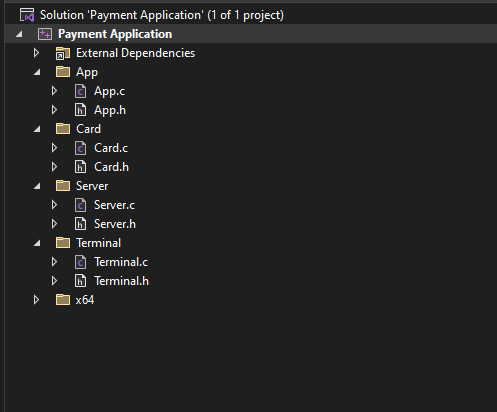 Solution 'Payment Application' (1 of 1 project)
Payment Application
External Dependencies
App
App.c
App.h
Card
Card.c
Card.h
Server
Server.c
Server.h
Terminal
Terminal.c
Terminal.h
x64